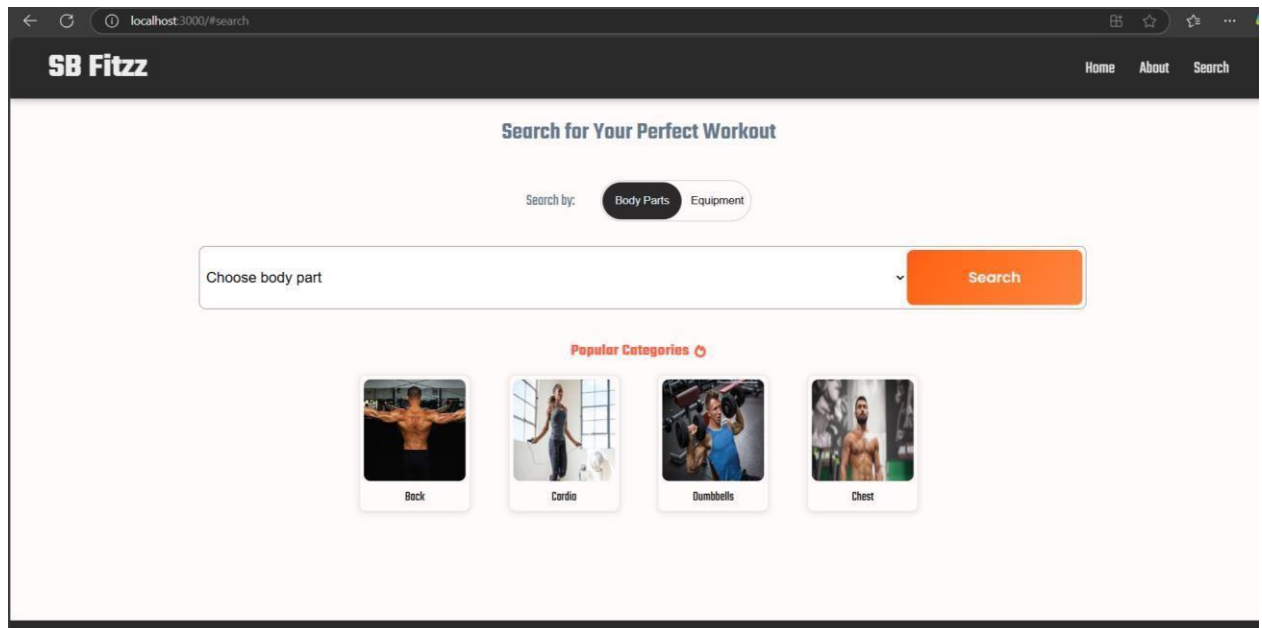 localhost:3000/#search
SB Fitzz
Home About Search
Search for Your Perfect Workout
Search by: Body Parts Equipment
Choose body part Search
Popular Categories
Back Cardio Dumbbells Chest